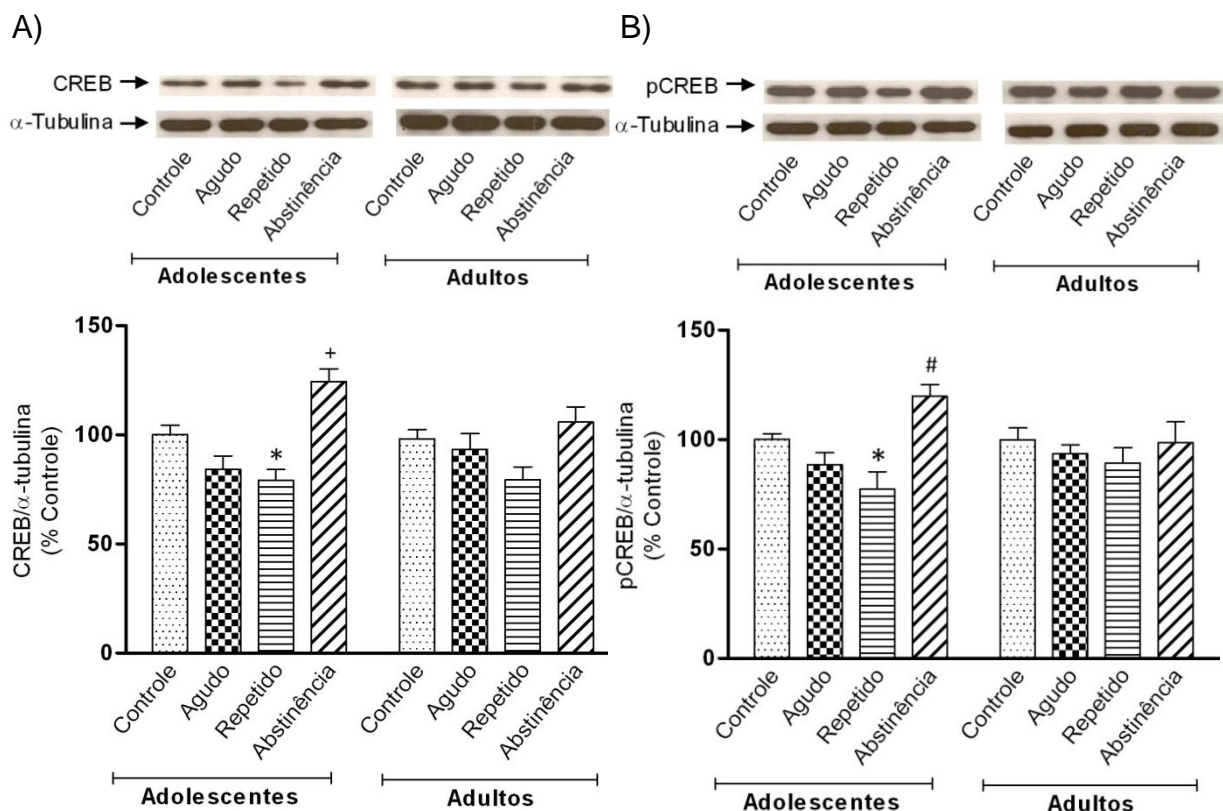 A)
CREB
α-Tubulina
Controle
Agudo
Repetido
Abstinência
Controle
Agudo
Repetido
Abstinência
Adolescentes
Adultos
150
100
50
0
CREB/α-tubulina
(% Controle)
*
+
Controle
Agudo
Repetido
Abstinência
Controle
Agudo
Repetido
Abstinência
Adolescentes
Adultos
B)
pCREB
α-Tubulina
Controle
Agudo
Repetido
Abstinência
Controle
Agudo
Repetido
Abstinência
Adolescentes
Adultos
150
100
50
0
pCREB/α-tubulina
(% Controle)
*
#
Controle
Agudo
Repetido
Abstinência
Controle
Agudo
Repetido
Abstinência
Adolescentes
Adultos